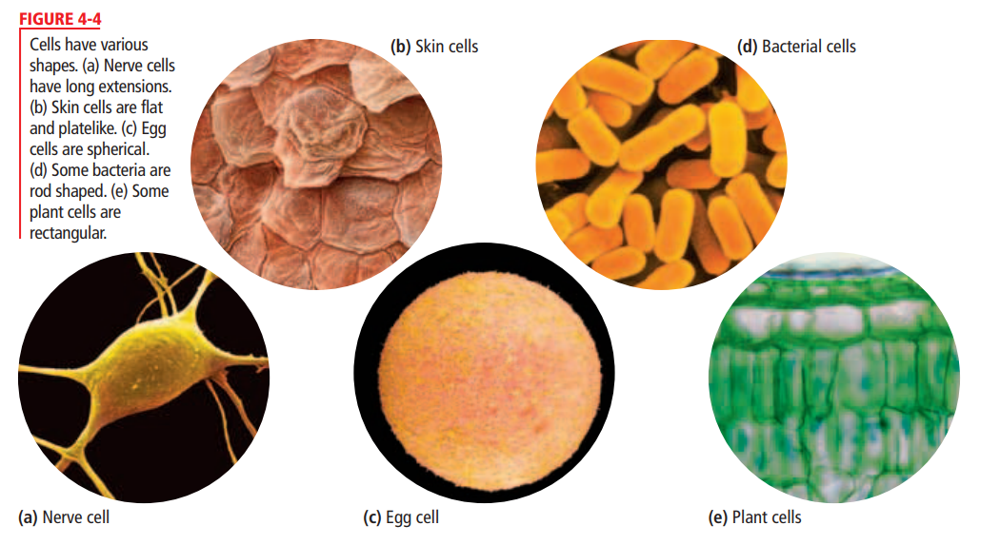 FIGURE 4-4
Cells have various
shapes. (a) Nerve cells
have long extensions.
(b) Skin cells are flat
and platelike. (c) Egg
cells are spherical.
(d) Some bacteria are
rod shaped. (e) Some
plant cells are
rectangular.
(b) Skin cells
(d) Bacterial cells
(a) Nerve cell
(c) Egg cell
(e) Plant cells